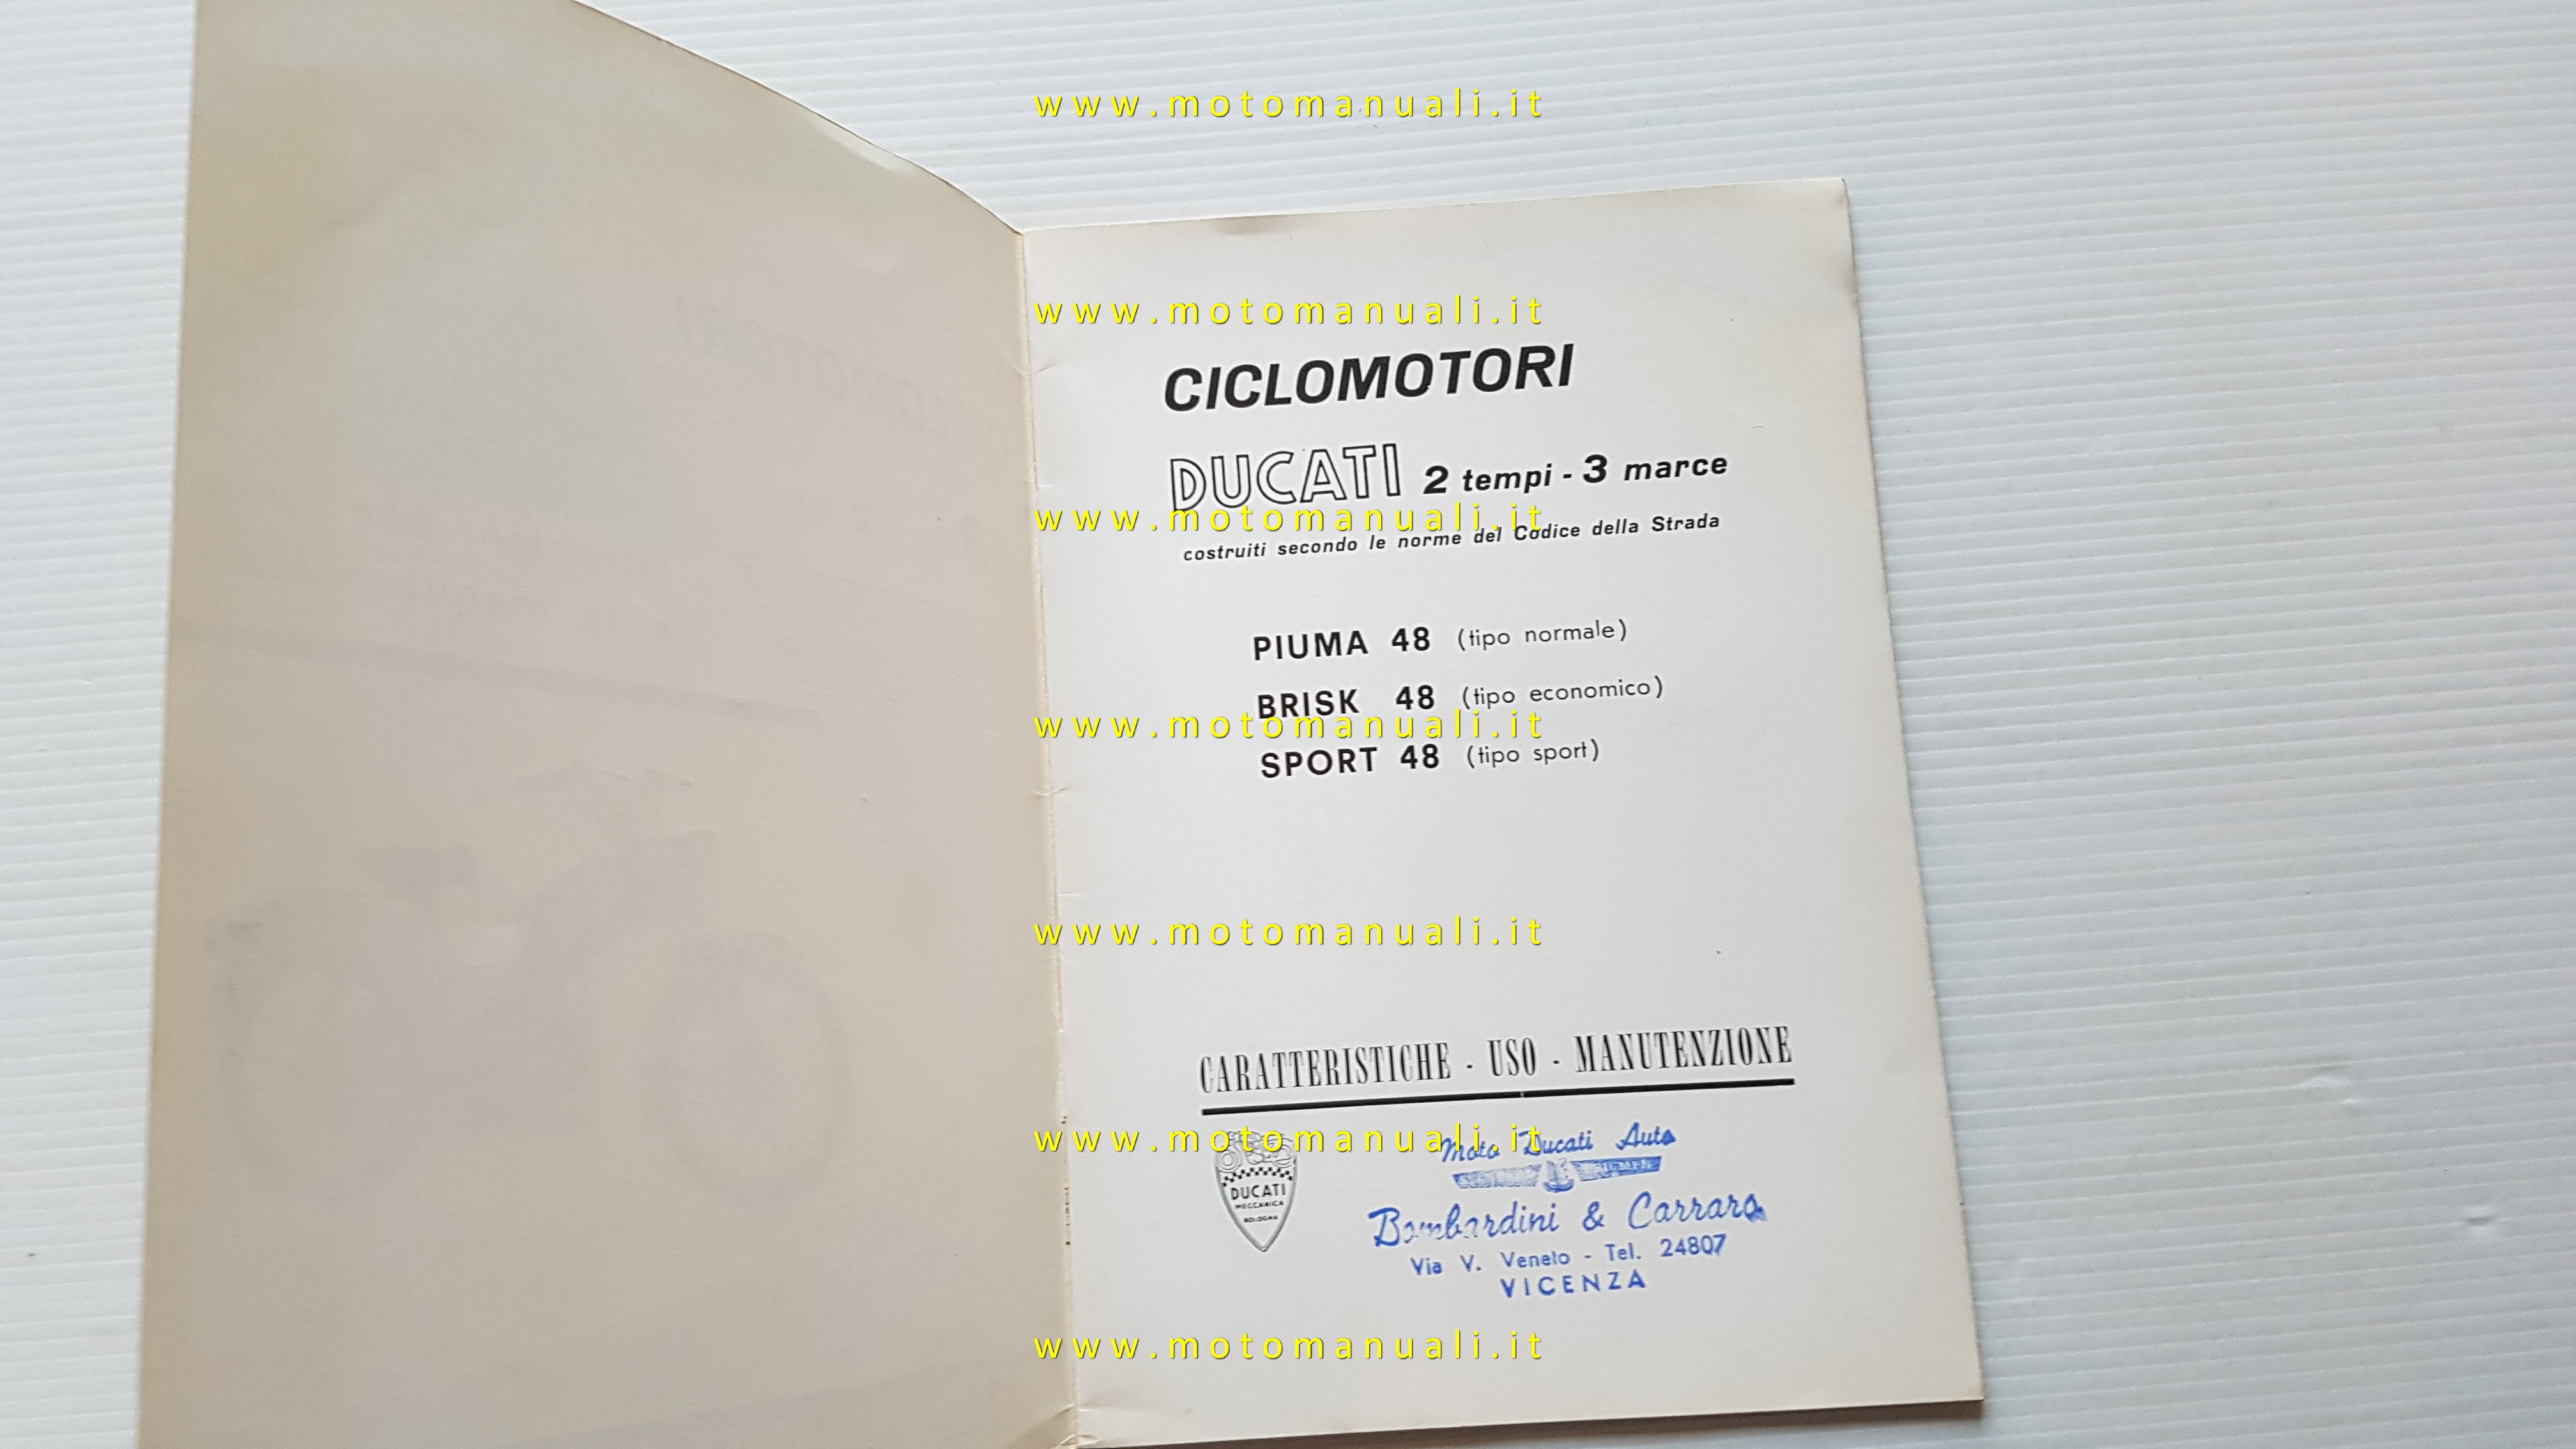 www.motomanuali.it
www.motomanuali.it
CICLOMOTORI
DUCATI 2 tempi - 3 marce
www.motomanuali.it
costruiti secondo le norme del Codice della Strada
PIUMA 48 (tipo normale)
BRISK 48 (tipo economico)
www.motomanuali.it
SPORT 48 (tipo sport)
www.motomanuali.it
CARATTERISTICHE - USO - MANUTENZIONE
www.motomanuali.it
Moto Ducati Auto
DUCATI
MECCANICA
BOLOGNA
Bombardini & Carraro
Via V. Veneto - Tel. 24807
VICENZA
www.motomanuali.it